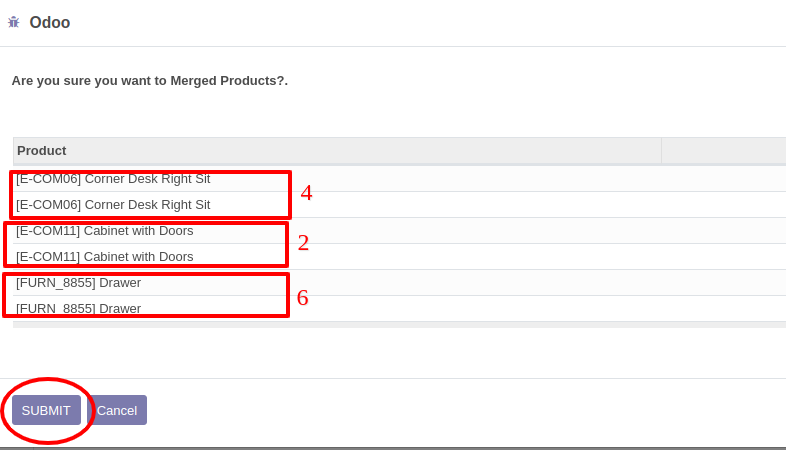 Odoo
Are you sure you want to Merged Products?.
Product
[E-COM06] Corner Desk Right Sit
4
[E-COM06] Corner Desk Right Sit
[E-COM11] Cabinet with Doors
2
[E-COM11] Cabinet with Doors
[FURN_8855] Drawer
6
[FURN_8855] Drawer
SUBMIT Cancel